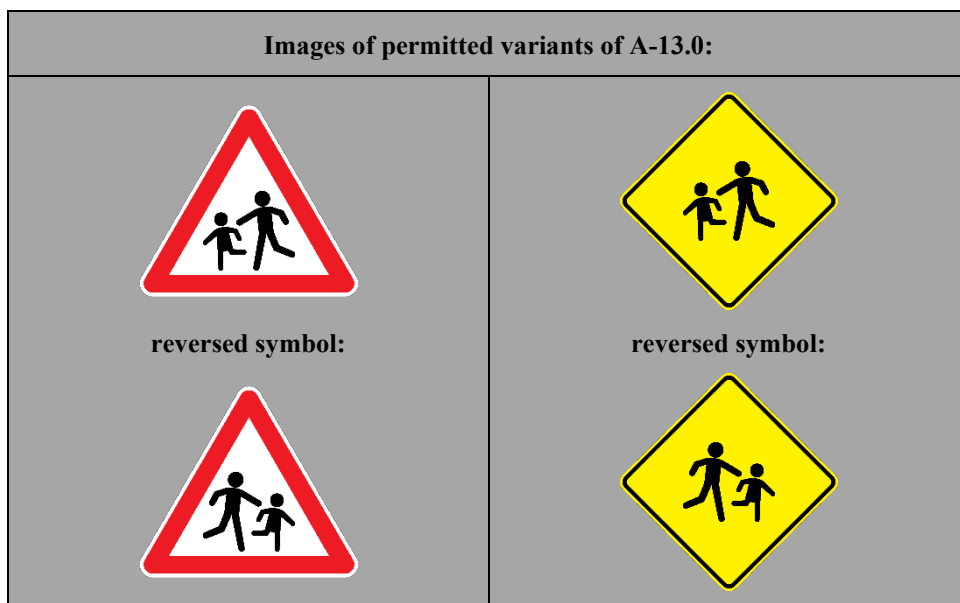 Images of permitted variants of A-13.0:
reversed symbol:
reversed symbol: